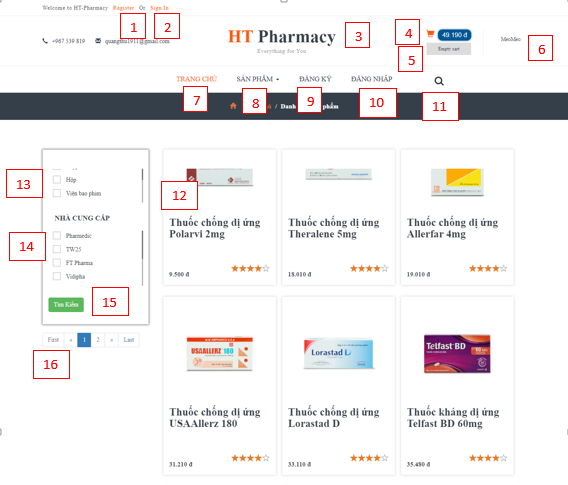 Welcome to HT-Pharmacy Register Or Sign In
1
2
+967 539 819 quangthu1911@gmail.com
HT Pharmacy
Everything for You
3
4
49.190 đ
Empty cart
5
MenMeo
6
TRANG CHỦ SẢN PHẨM ĐĂNG KÝ ĐĂNG NHẬP
7
8
9
10
11
/ Danh phẩm
12
Hộp
Viên bao phim
13
NHÀ CUNG CẤP
Pharmedic
TW25
FT Pharma
Vidipha
14
Tìm Kiếm
15
First « 1 2 » Last
16
Thuốc chống dị ứng
Polarvi 2mg
9.500 đ
Thuốc chống dị ứng
Theralene 5mg
18.010 đ
Thuốc chống dị ứng
Allerfar 4mg
19.010 đ
USAALLERZ 180
Thuốc chống dị ứng
USAAllerz 180
31.210 đ
Lorastad D
Thuốc chống dị ứng
Lorastad D
33.110 đ
Telfast BD
Thuốc kháng dị ứng
Telfast BD 60mg
35.480 đ